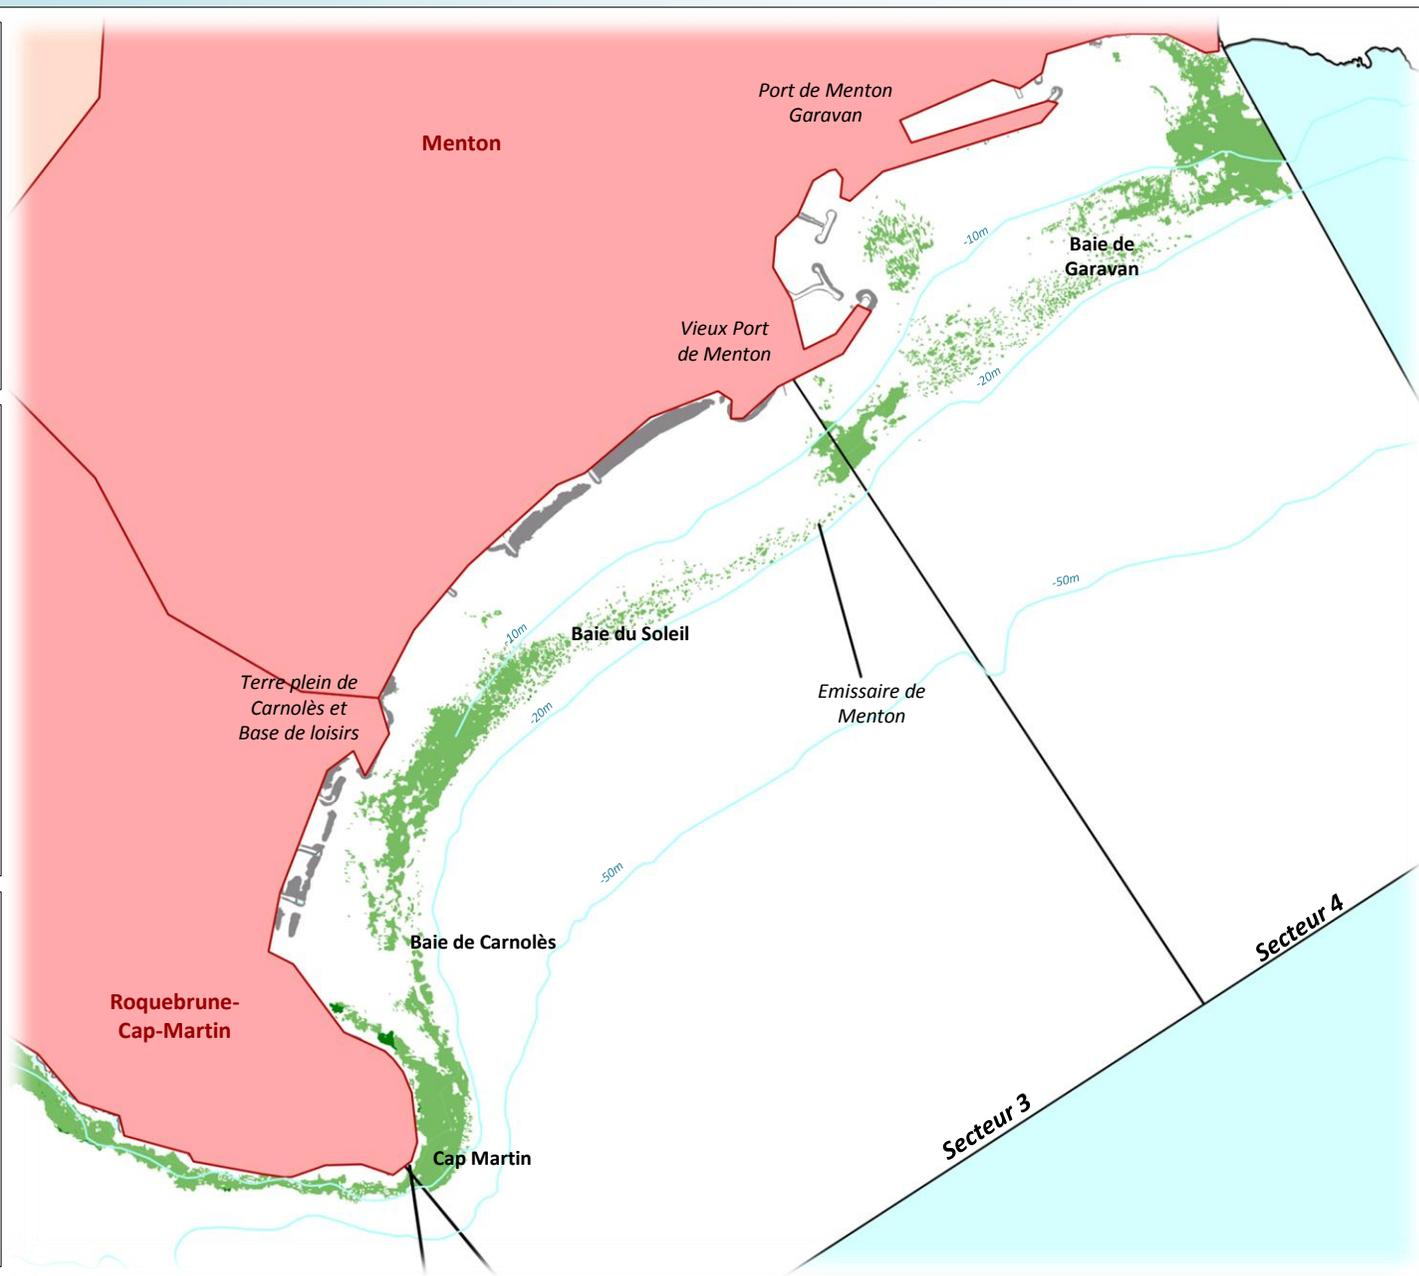 Port de Menton
Garavan
Menton
-10m
Baie de
Garavan
Vieux Port
de Menton
-20m
-50m
-10m
Baie du Soleil
Terre plein de
Carnolès et
Base de loisirs
Emissaire de
Menton
-20m
-50m
Secteur 4
Baie de Carnolès
Roquebrune-
Cap-Martin
Secteur 3
Cap Martin